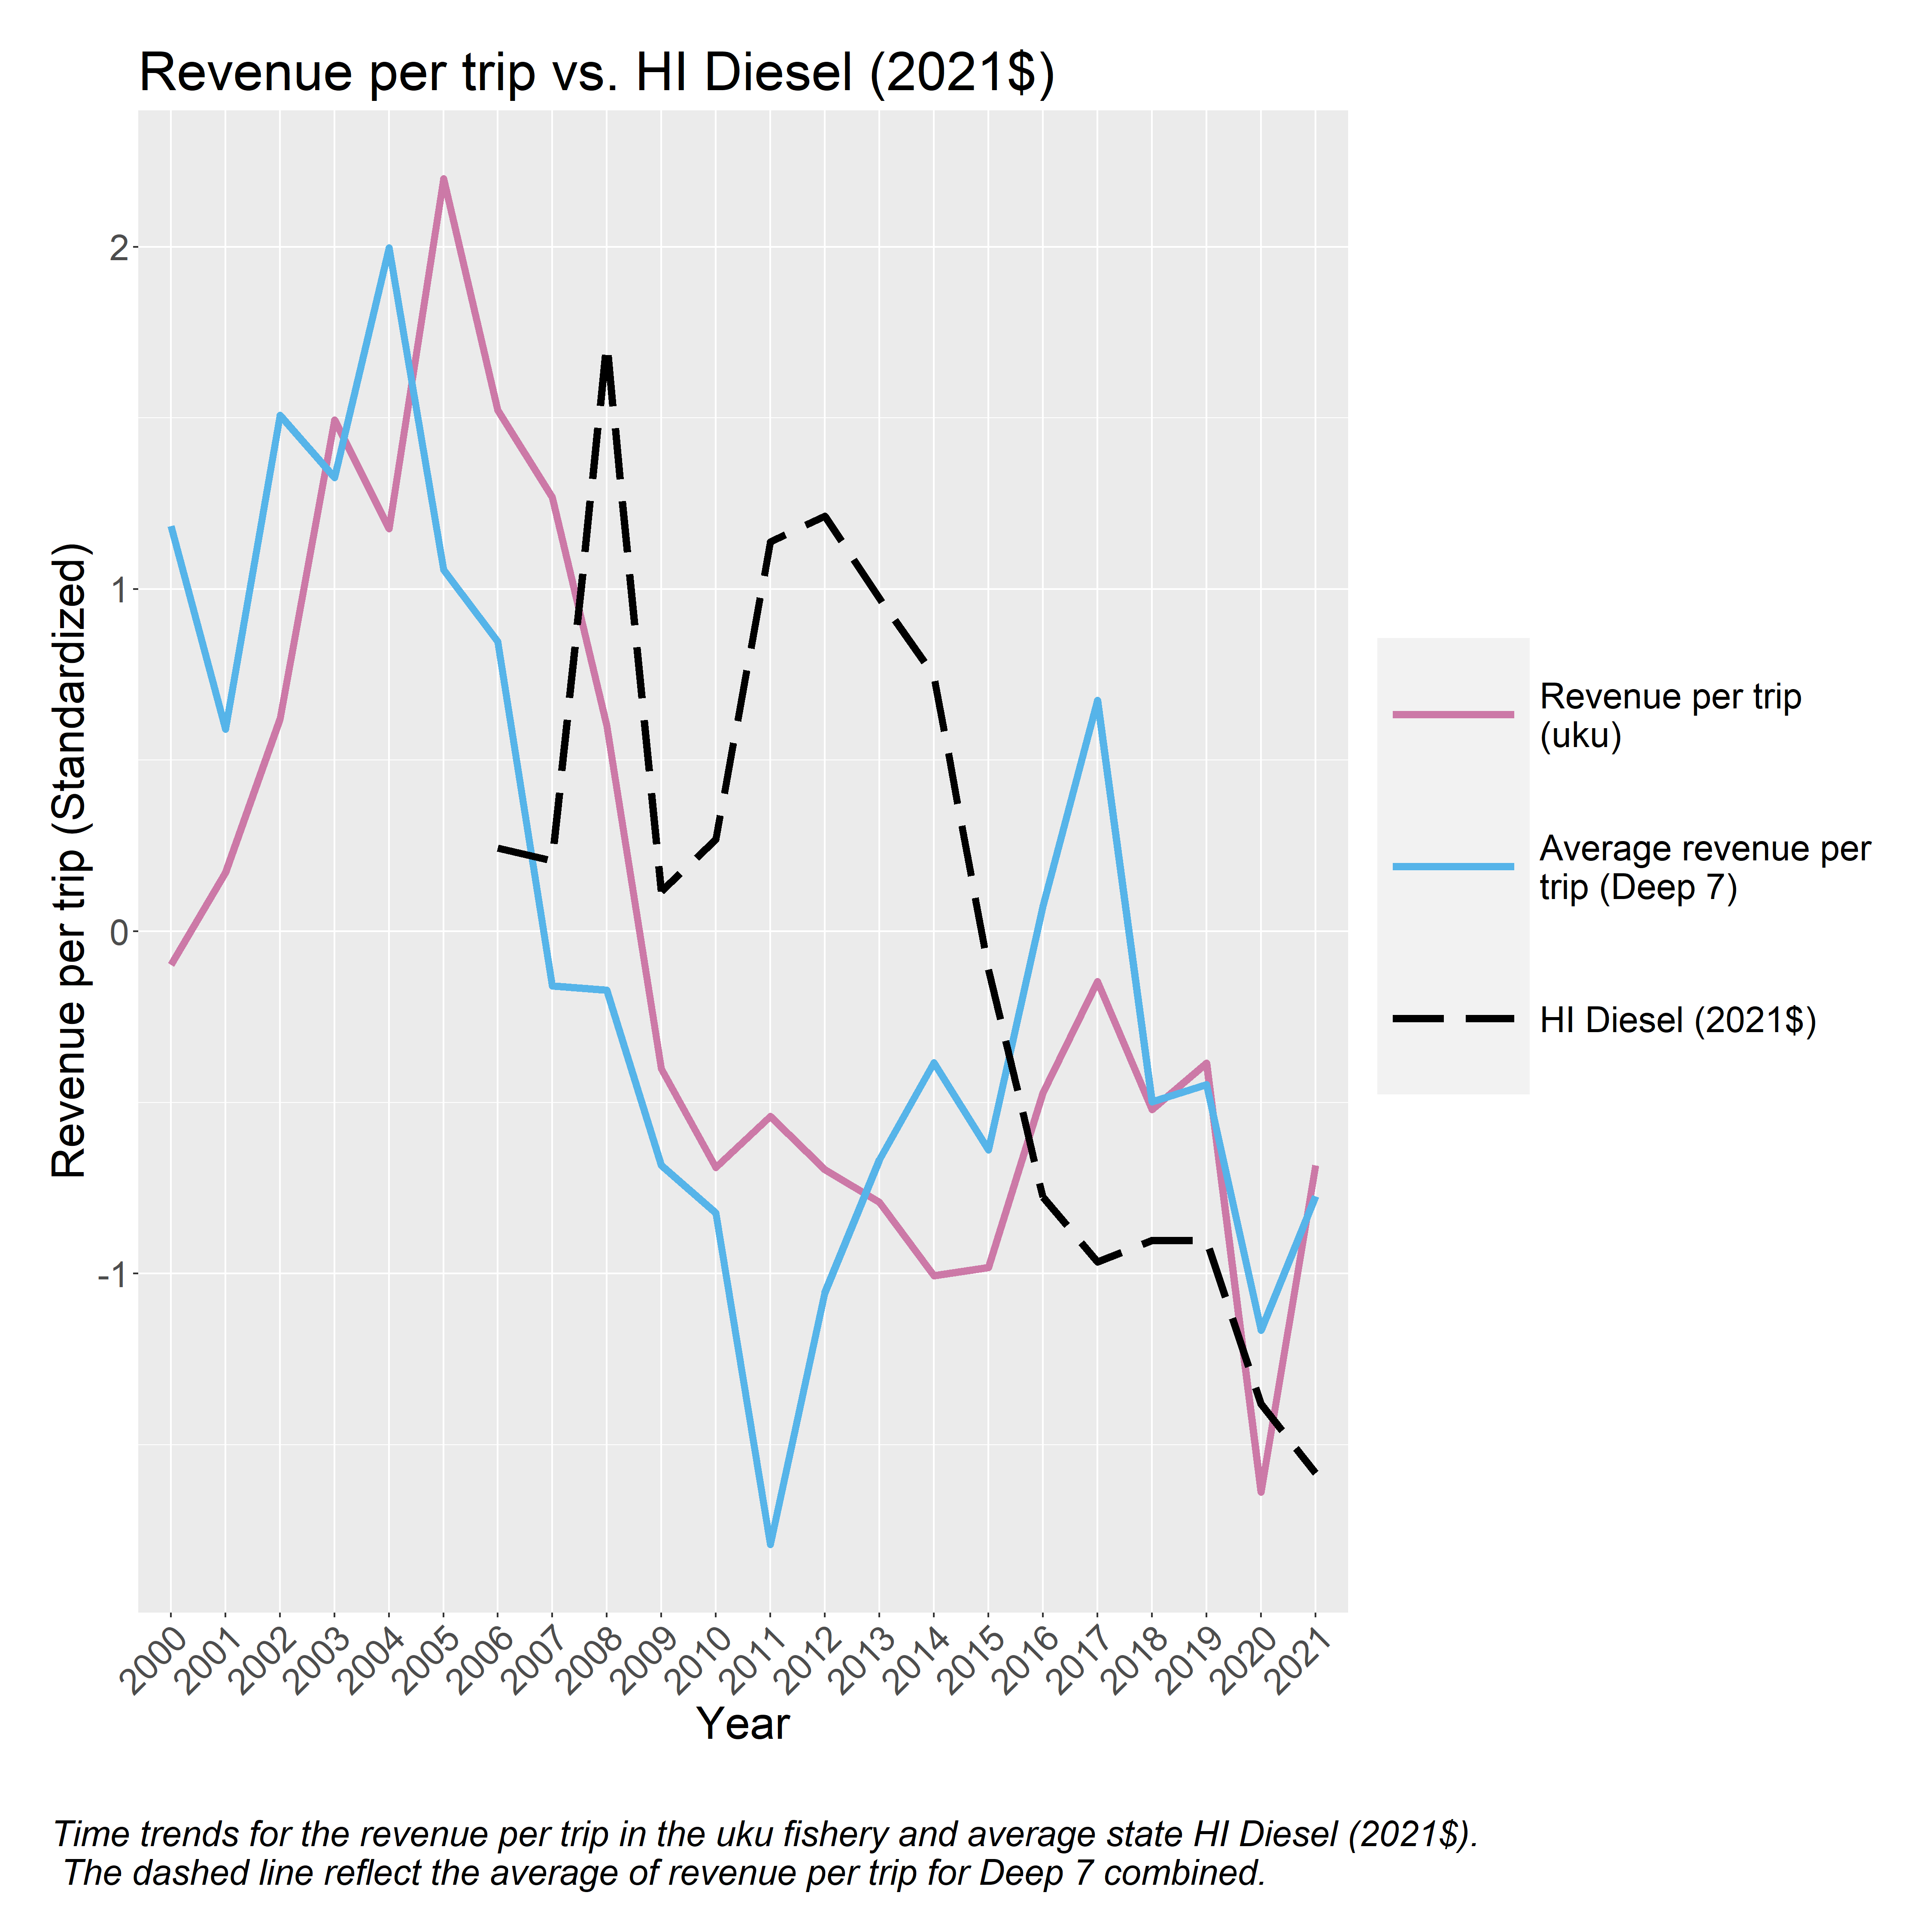 Revenue per trip vs. HI Diesel (2021$)
Revenue per trip (Standardized)
2
1
0
-1
2000
2001
2002
2003
2004
2005
2006
2007
2008
2009
2010
2011
2012
2013
2014
2015
2016
2017
2018
2019
2020
2021
Year
Revenue per trip
(uku)
Average revenue per
trip (Deep 7)
HI Diesel (2021$)
Time trends for the revenue per trip in the uku fishery and average state HI Diesel (2021$).
The dashed line reflect the average of revenue per trip for Deep 7 combined.